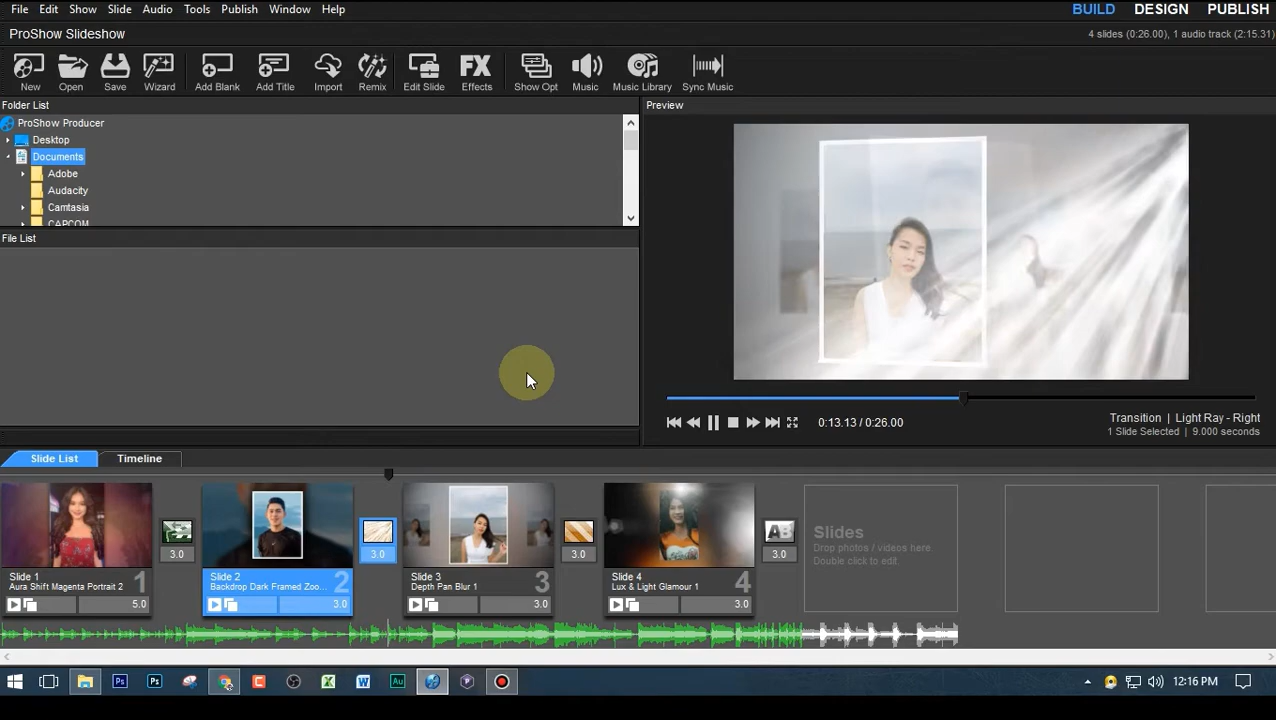 File Edit Show Slide Audio Tools Publish Window Help
BUILD DESIGN PUBLISH
ProShow Slideshow
4 slides (0:26.00), 1 audio track (2:15.31)
New Open Save Wizard Add Blank Add Title Import Remix Edit Slide FX Effects Show Opt Music Music Library Sync Music
Folder List
Preview
ProShow Producer
Desktop
Documents
Adobe
Audacity
Camtasia
CAPCOM
File List
0:13.13 / 0:26.00
Transition | Light Ray - Right
1 Slide Selected | 9.000 seconds
Slide List Timeline
3.0 3.0 3.0 AB 3.0
Slides
Drop photos / videos here
Double click to edit.
Slide 1
Aura Shift Magenta Portrait 2
1
5.0
Slide 2
Backdrop Dark Framed Zoo...
2
3.0
Slide 3
Depth Pan Blur 1
3
3.0
Slide 4
Lux & Light Glamour 1
4
3.0
Ps Ps C X W Au
12:16 PM